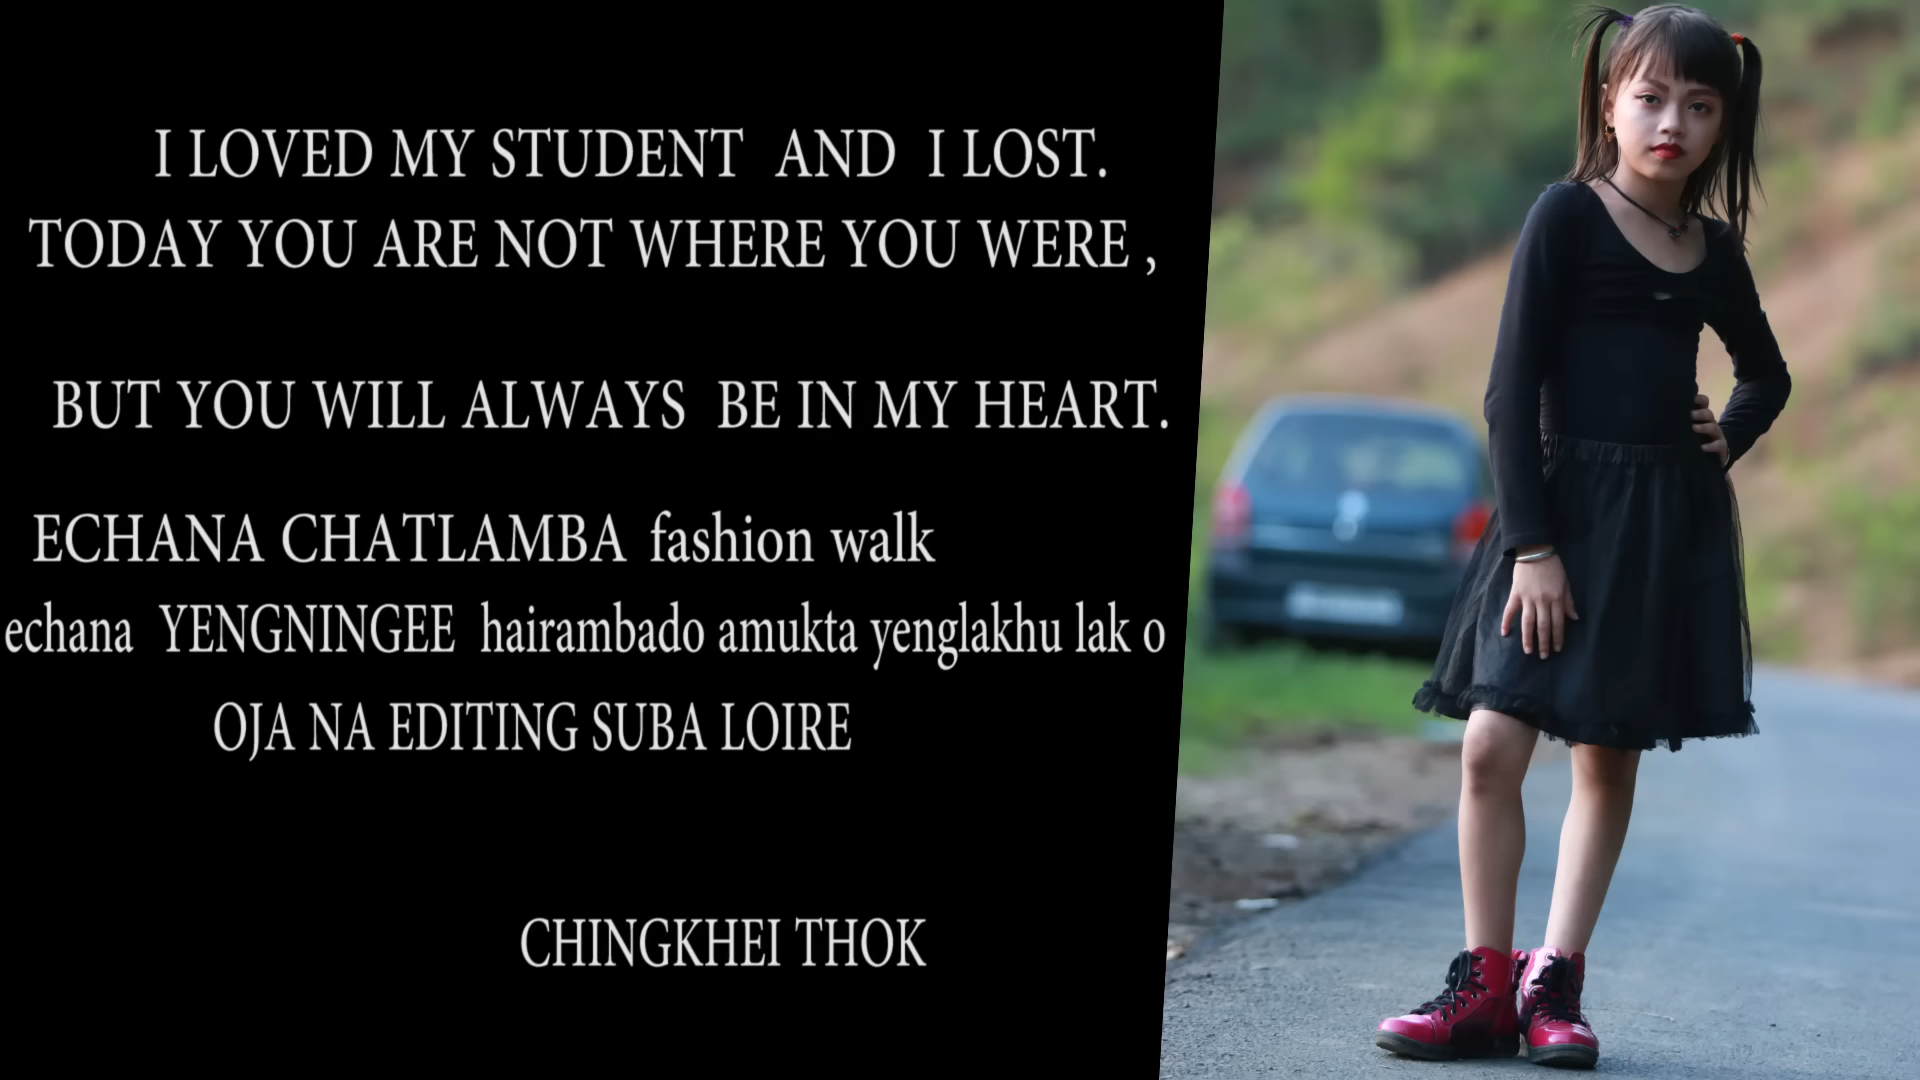 I LOVED MY STUDENT AND I LOST.
TODAY YOU ARE NOT WHERE YOU WERE ,
BUT YOU WILL ALWAYS BE IN MY HEART.
ECHANA CHATLAMBA fashion walk
echana YENGNINGEE hairambado amukta yenglakhu lak o
OJA NA EDITING SUBA LOIRE
CHINGKHEI THOK